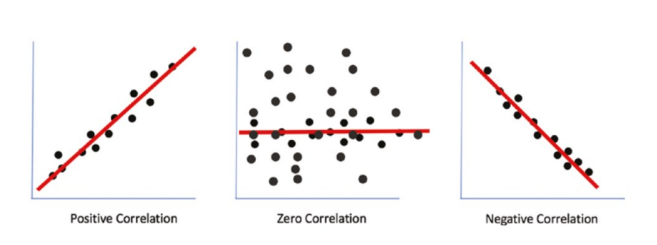 Positive Correlation
Zero Correlation
Negative Correlation